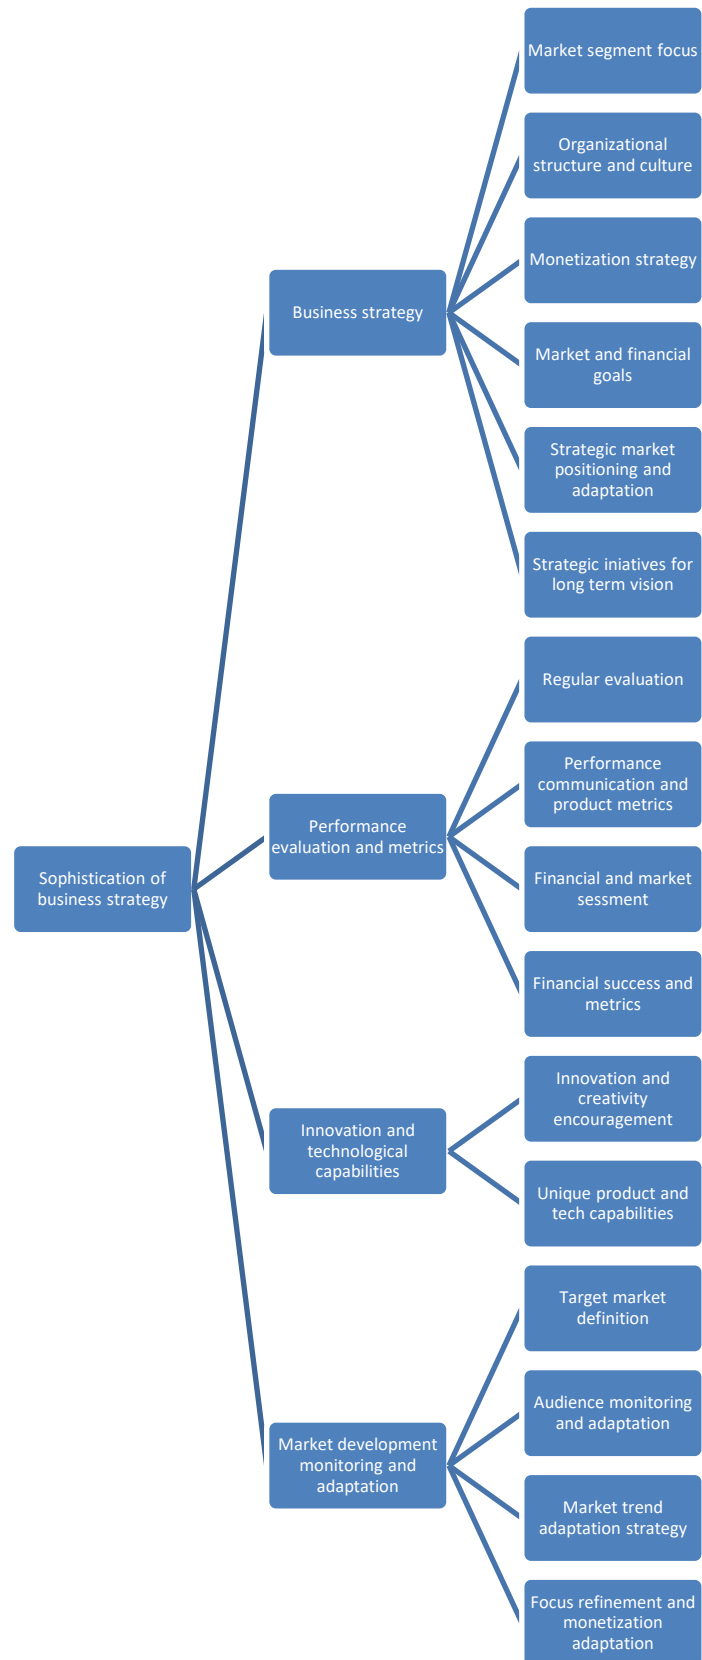 Market segment focus
Organizational
structure and culture
Monetization strategy
Business strategy
Market and financial
goals
Strategic market
positioning and
adaptation
Strategic iniatives for
long term vision
Regular evaluation
Performance
communication and
product metrics
Performance
evaluation and metrics
Sophistication of
business strategy
Financial and market
sessment
Financial success and
metrics
Innovation and
creativity
encouragement
Innovation and
technological
capabilities
Unique product and
tech capabilities
Target market
definition
Audience monitoring
and adaptation
Market development
monitoring and
adaptation
Market trend
adaptation strategy
Focus refinement and
monetization
adaptation